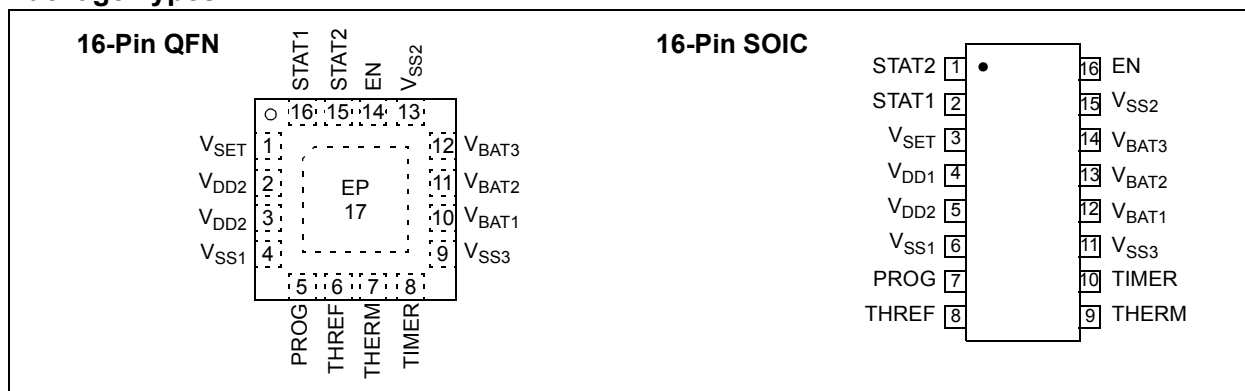 16-Pin QFN
STAT1
STAT2
EN
VSS2
16 15 14 13
VSET 1
VDD2 2
VDD2 3
VSS1 4
EP
17
12 VBAT3
11 VBAT2
10 VBAT1
9 VSS3
5 6 7 8
PROG
THREF
THERM
TIMER
16-Pin SOIC
STAT2 1
STAT1 2
VSET 3
VDD1 4
VDD2 5
VSS1 6
PROG 7
THREF 8
16 EN
15 VSS2
14 VBAT3
13 VBAT2
12 VBAT1
11 VSS3
10 TIMER
9 THERM